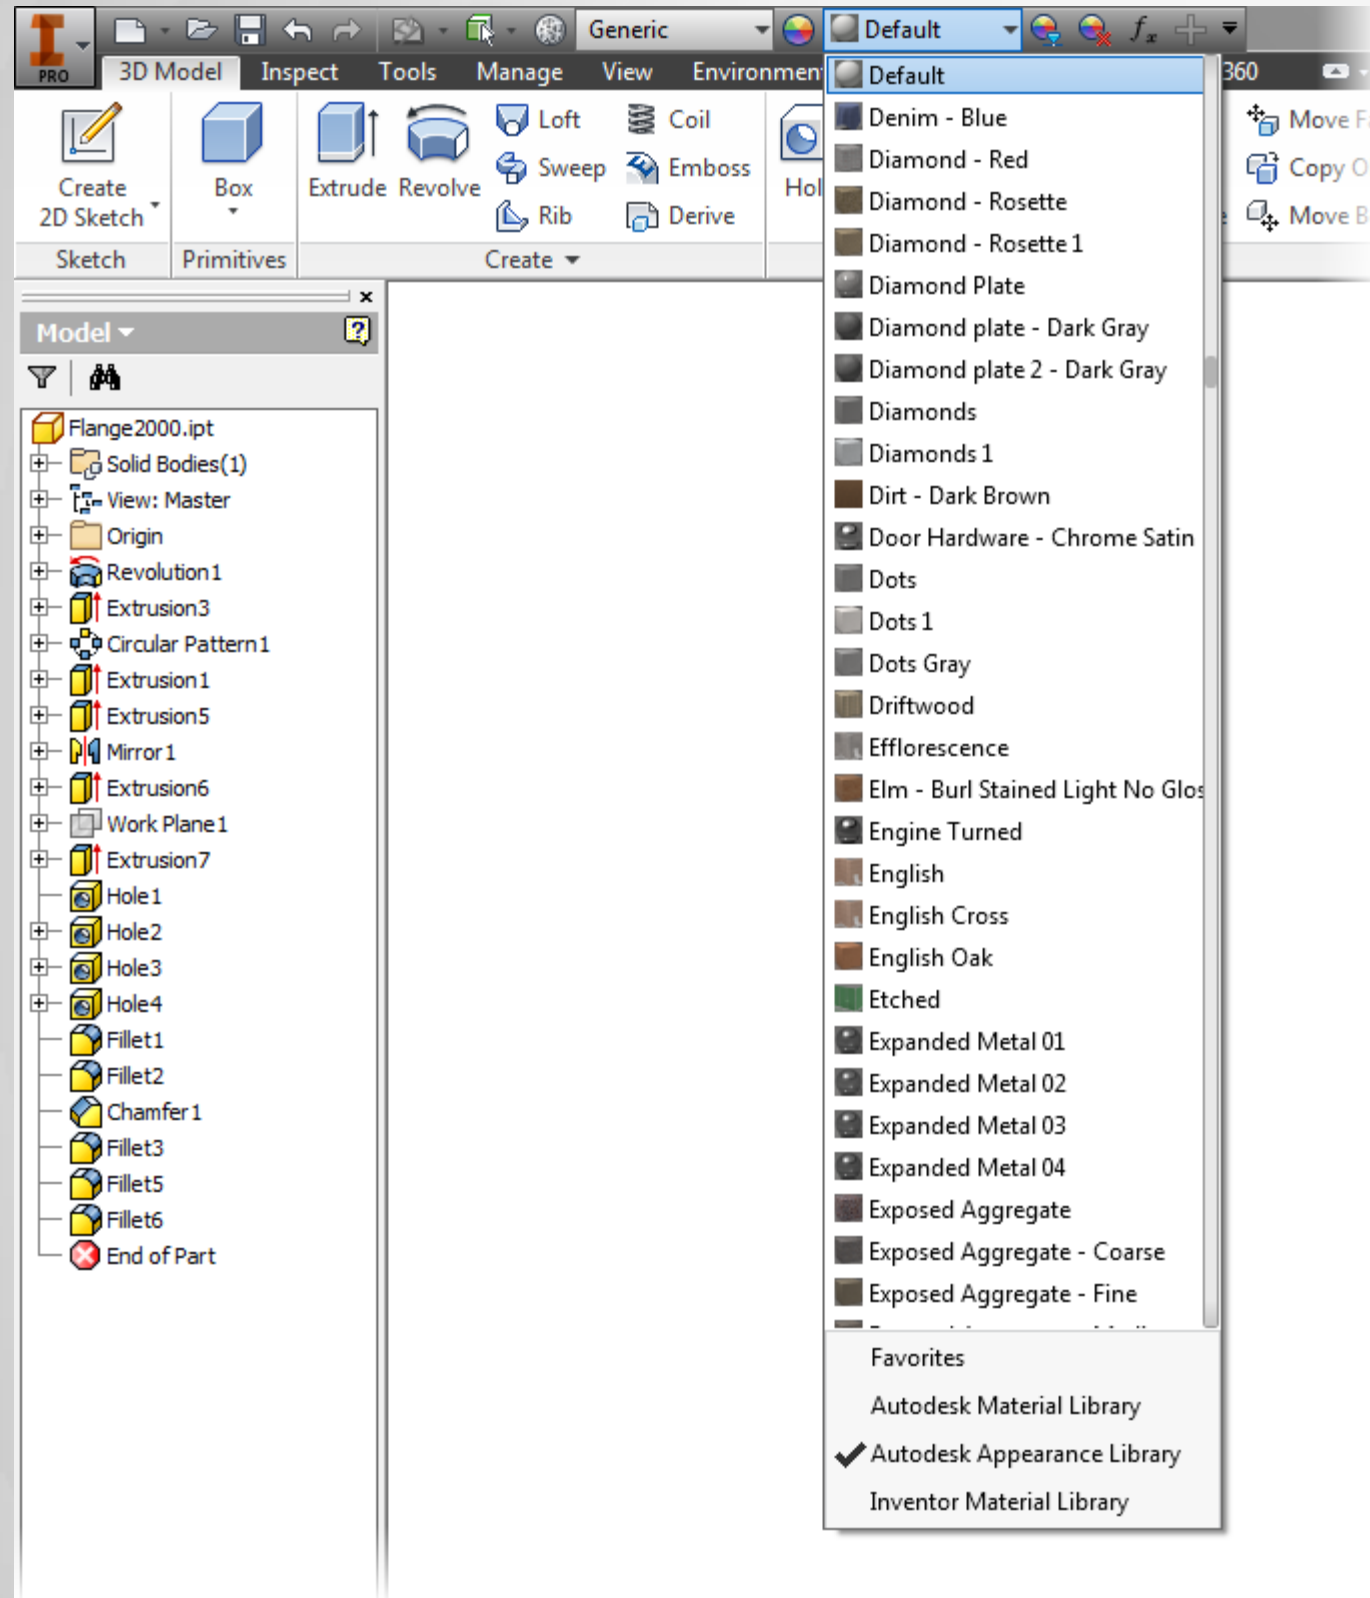 Generic
Default
fx
PRO
3D Model
Inspect
Tools
Manage
View
360
Create
2D Sketch
Box
Extrude
Revolve
Loft
Sweep
Rib
Coil
Emboss
Derive
Move
Copy
Move
Sketch
Primitives
Create
Model
Flange2000.ipt
Solid Bodies(1)
View: Master
Origin
Revolution1
Extrusion3
Circular Pattern1
Extrusion1
Extrusion5
Mirror1
Extrusion6
Work Plane1
Extrusion7
Hole1
Hole2
Hole3
Hole4
Fillet1
Fillet2
Chamfer1
Fillet3
Fillet5
Fillet6
End of Part
Default
Denim - Blue
Diamond - Red
Diamond - Rosette
Diamond - Rosette 1
Diamond Plate
Diamond plate - Dark Gray
Diamond plate 2 - Dark Gray
Diamonds
Diamonds 1
Dirt - Dark Brown
Door Hardware - Chrome Satin
Dots
Dots 1
Dots Gray
Driftwood
Efflorescence
Elm - Burl Stained Light No Glos
Engine Turned
English
English Cross
English Oak
Etched
Expanded Metal 01
Expanded Metal 02
Expanded Metal 03
Expanded Metal 04
Exposed Aggregate
Exposed Aggregate - Coarse
Exposed Aggregate - Fine
Favorites
Autodesk Material Library
Autodesk Appearance Library
Inventor Material Library